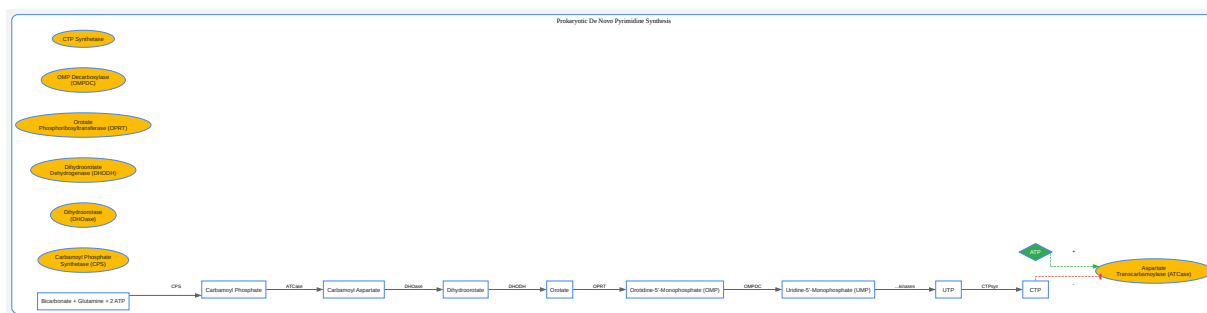 Prokaryotic De Novo Pyrimidine Synthesis
CTP Synthetase
OMP Decarboxylase
(OMPDC)
Orotate
Phosphoribosyltransferase (OPRT)
Dihydroorotate
Dehydrogenase (DHODH)
Dihydroorotase
(DHOase)
Carbamoyl Phosphate
Synthetase (CPS)
Bicarbonate + Glutamine + 2 ATP
CPS
Carbamoyl Phosphate
ATCase
Carbamoyl Aspartate
DHOase
Dihydroorotate
DHODH
Orotate
OPRT
Orotidine-5'-Monophosphate (OMP)
OMPDC
Uridine-5'-Monophosphate (UMP)
...kinases
UTP
CTPsyn
CTP
ATP
+
-
Aspartate
Transcarbamoylase (ATCase)